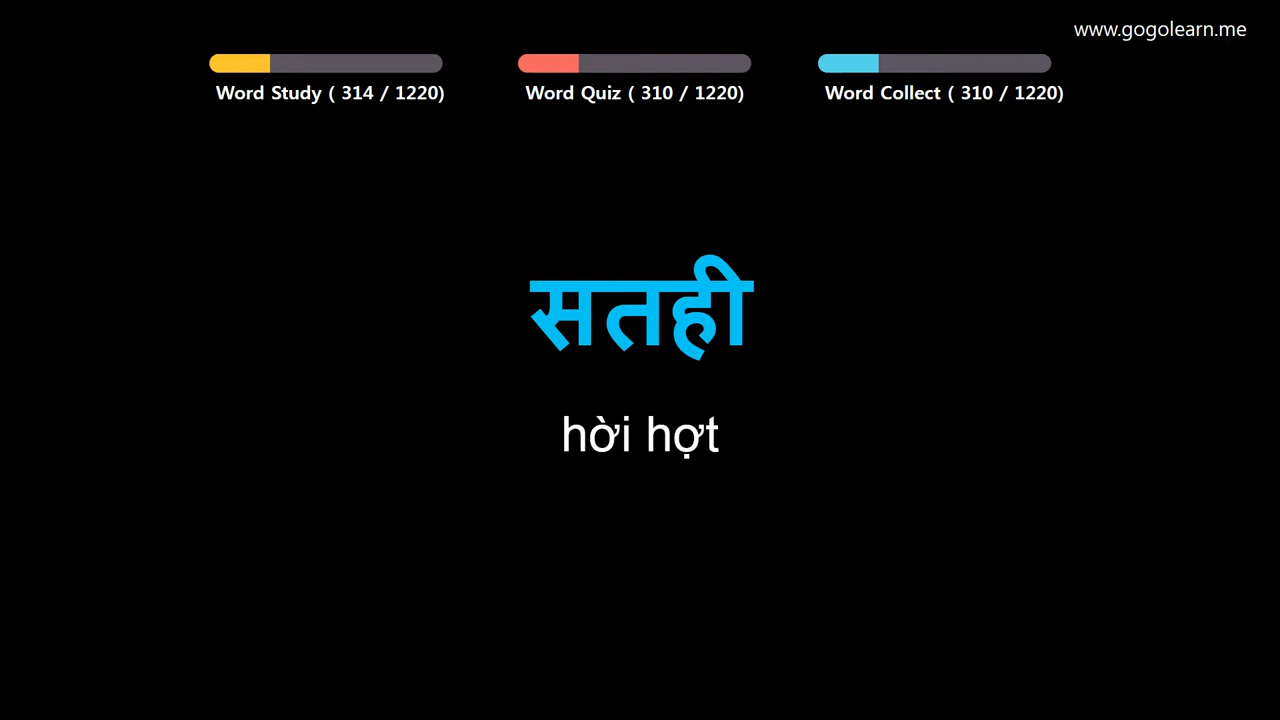 www.gogolearn.me
Word Study ( 314 / 1220)
Word Quiz ( 310 / 1220)
Word Collect ( 310 / 1220)
सतही
hời hợt